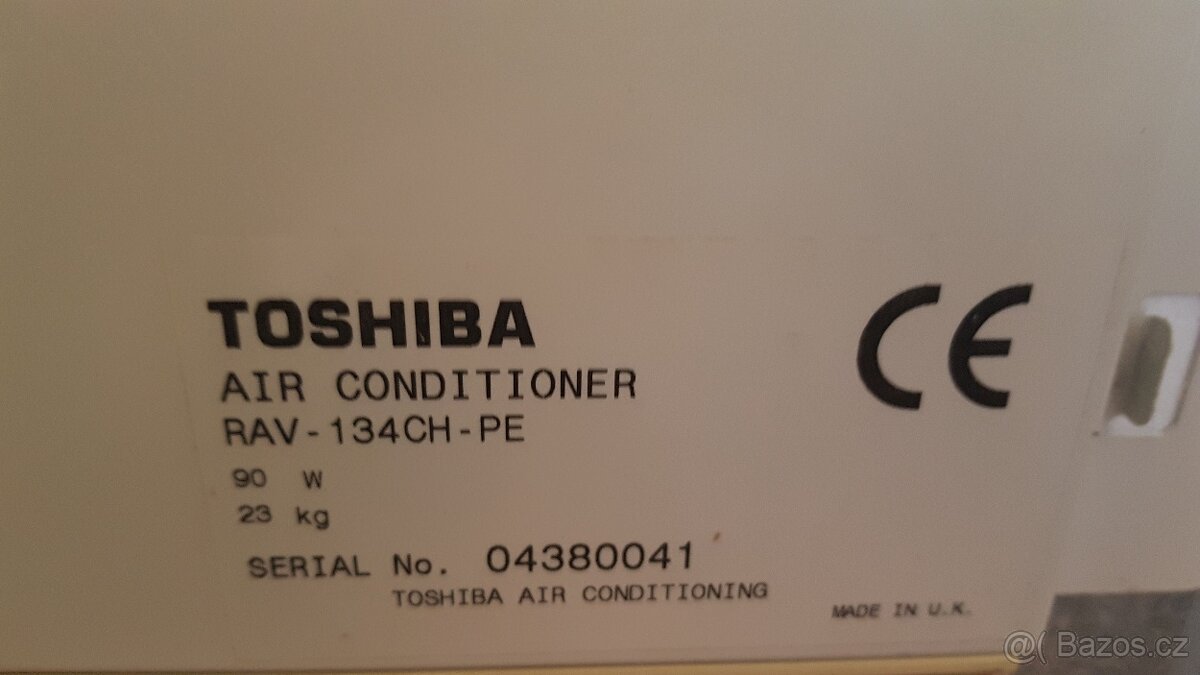 TOSHIBA
AIR CONDITIONER
RAV-134CH-PE
90 W
23 kg
SERIAL No. 04380041
TOSHIBA AIR CONDITIONING
MADE IN U.K.
CE
@( Bazos.cz